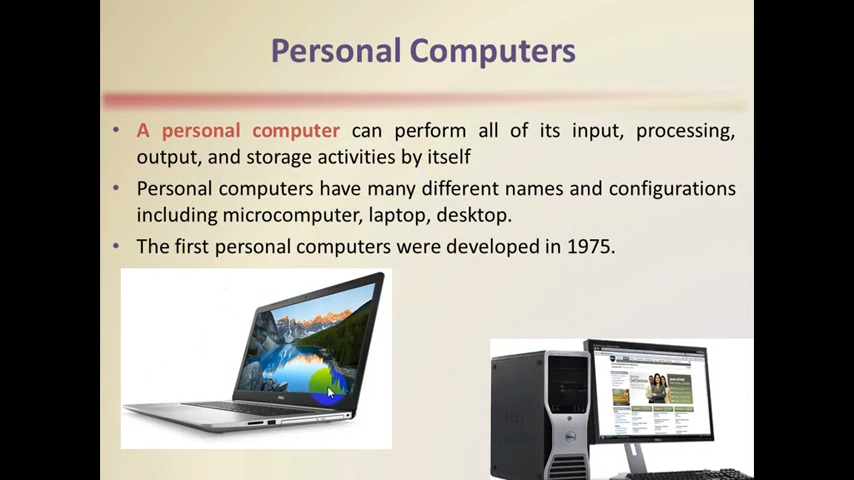 Personal Computers
• A personal computer can perform all of its input, processing,
output, and storage activities by itself
• Personal computers have many different names and configurations
including microcomputer, laptop, desktop.
• The first personal computers were developed in 1975.